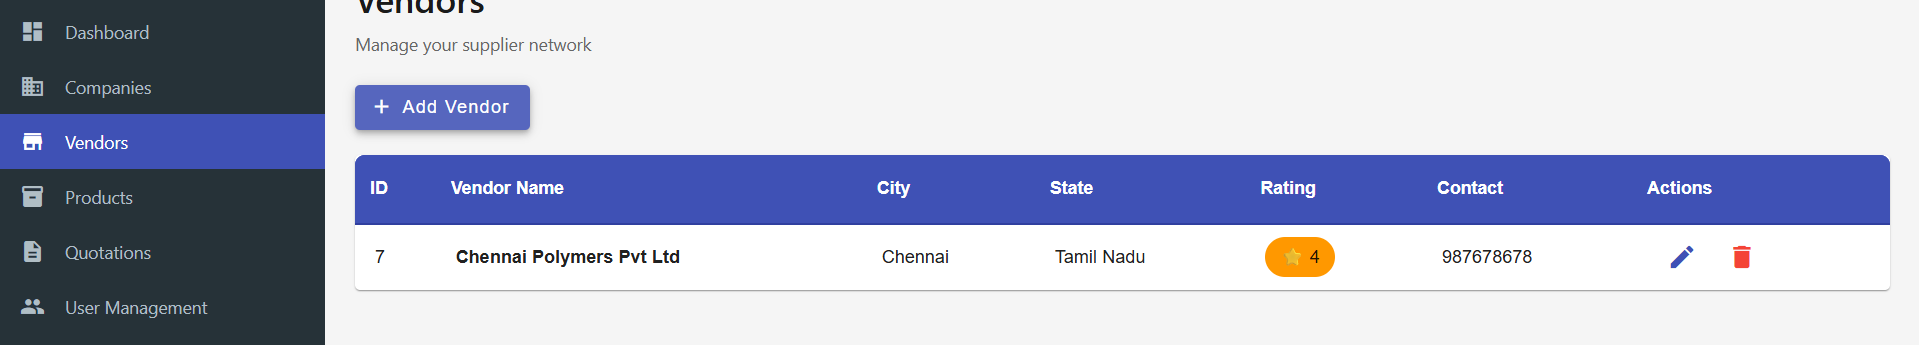 Dashboard
Companies
Vendors
Products
Quotations
User Management
Vendors
Manage your supplier network
+ Add Vendor
ID Vendor Name City State Rating Contact Actions
7 Chennai Polymers Pvt Ltd Chennai Tamil Nadu ⭐ 4 987678678